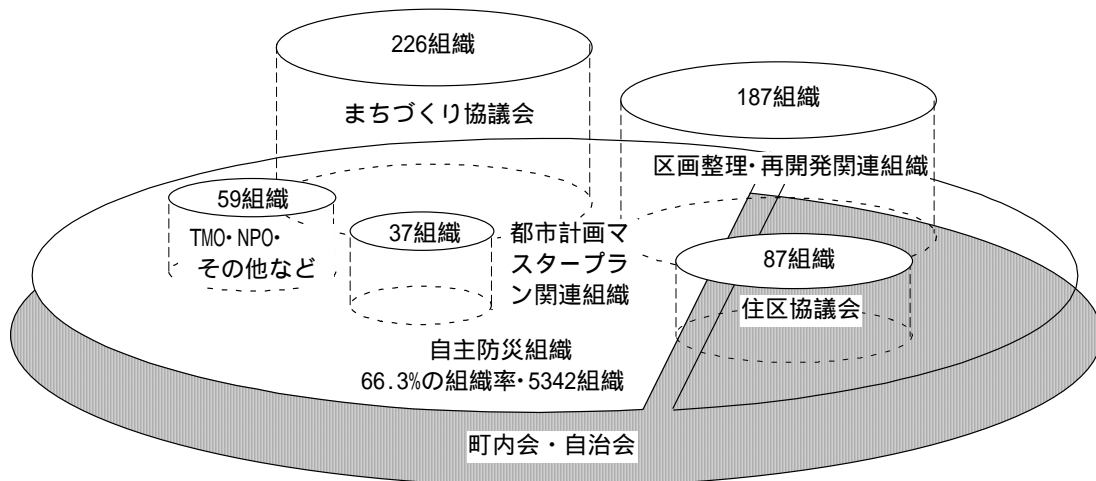 226組織
まちづくり協議会
187組織
区画整理・再開発関連組織
59組織
TMO・NPO・
その他など
37組織
都市計画マ
スタープラ
ン関連組織
87組織
住区協議会
自主防災組織
66.3%の組織率・5342組織
町内会・自治会